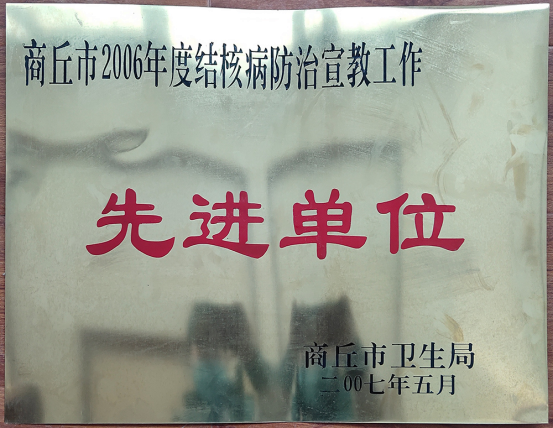 商丘市2006年度结核病防治宣教工作
先进单位
商丘市卫生局
二00七年五月